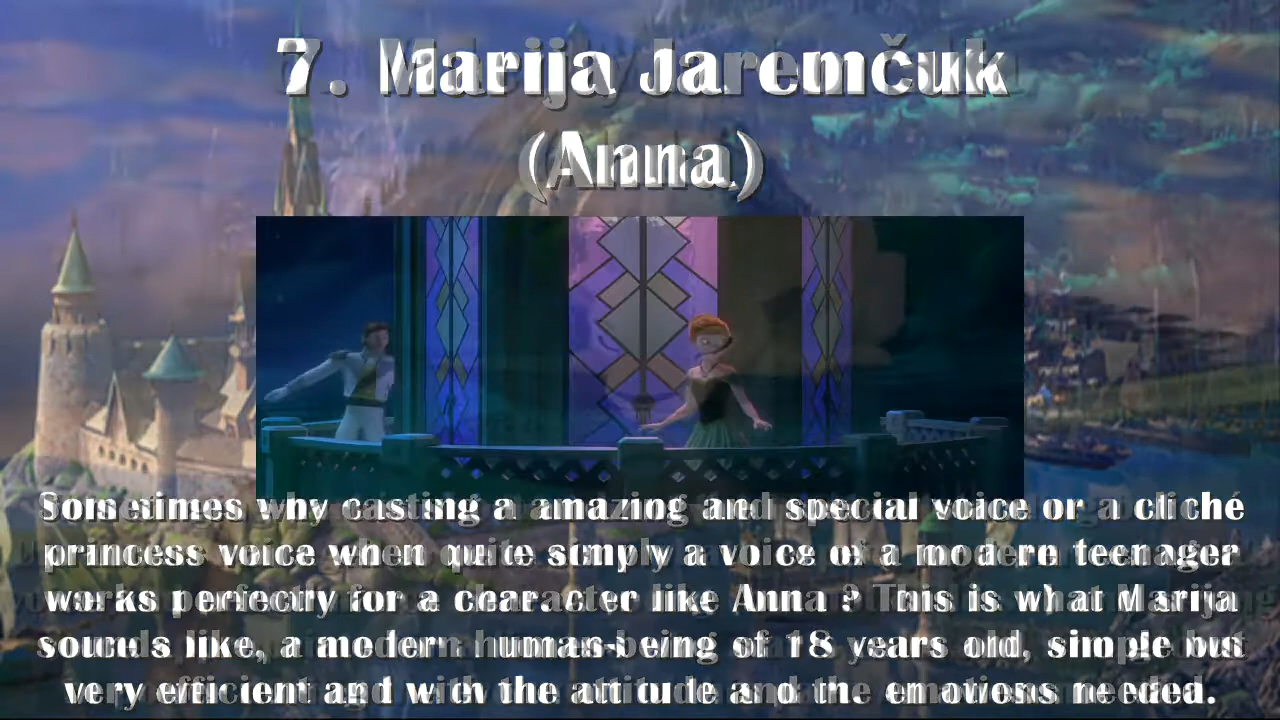 7. Marija Jaremčuk
(Anna)
Sometimes why casting a amazing and special voice or a cliché
princess voice when quite simply a voice of a modern teenager
works perfectly for a character like Anna ? This is what Marija
sounds like, a modern human-being of 18 years old, simple but
very efficient and with the attitude and the emotions needed.